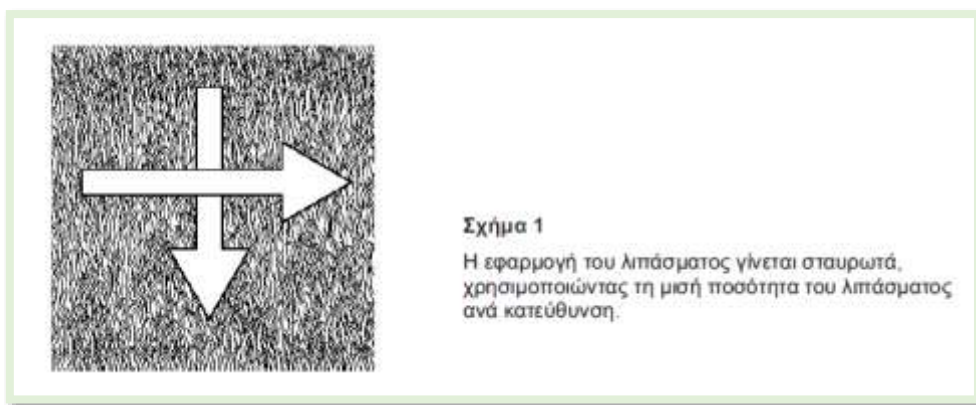 Σχήμα 1
Η εφαρμογή του λιπάσματος γίνεται σταυρωτά,
χρησιμοποιώντας τη μισή ποσότητα του λιπάσματος
ανά κατεύθυνση.